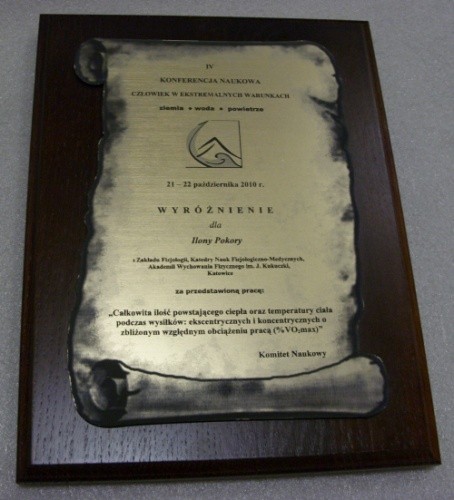 IV
KONFERENCJA NAUKOWA
CZŁOWIEK W EKSTREMALNYCH WARUNKACH
ziemia • woda • powietrze
21 – 22 października 2010 r.
WYRÓŻNIENIE
dla
Ilony Pokory
z Zakładu Fizjologii, Katedry Nauk Fizjologiczno-Medycznych,
Akademii Wychowania Fizycznego im. J. Kukuczki,
Katowice
za przedstawioną pracę:
„Całkowita ilość powstającego ciepła oraz temperatury ciała
podczas wysiłków: ekscentrycznych i koncentrycznych o
zbliżonym względnym obciążeniu pracą (%VO₂max)”
Komitet Naukowy